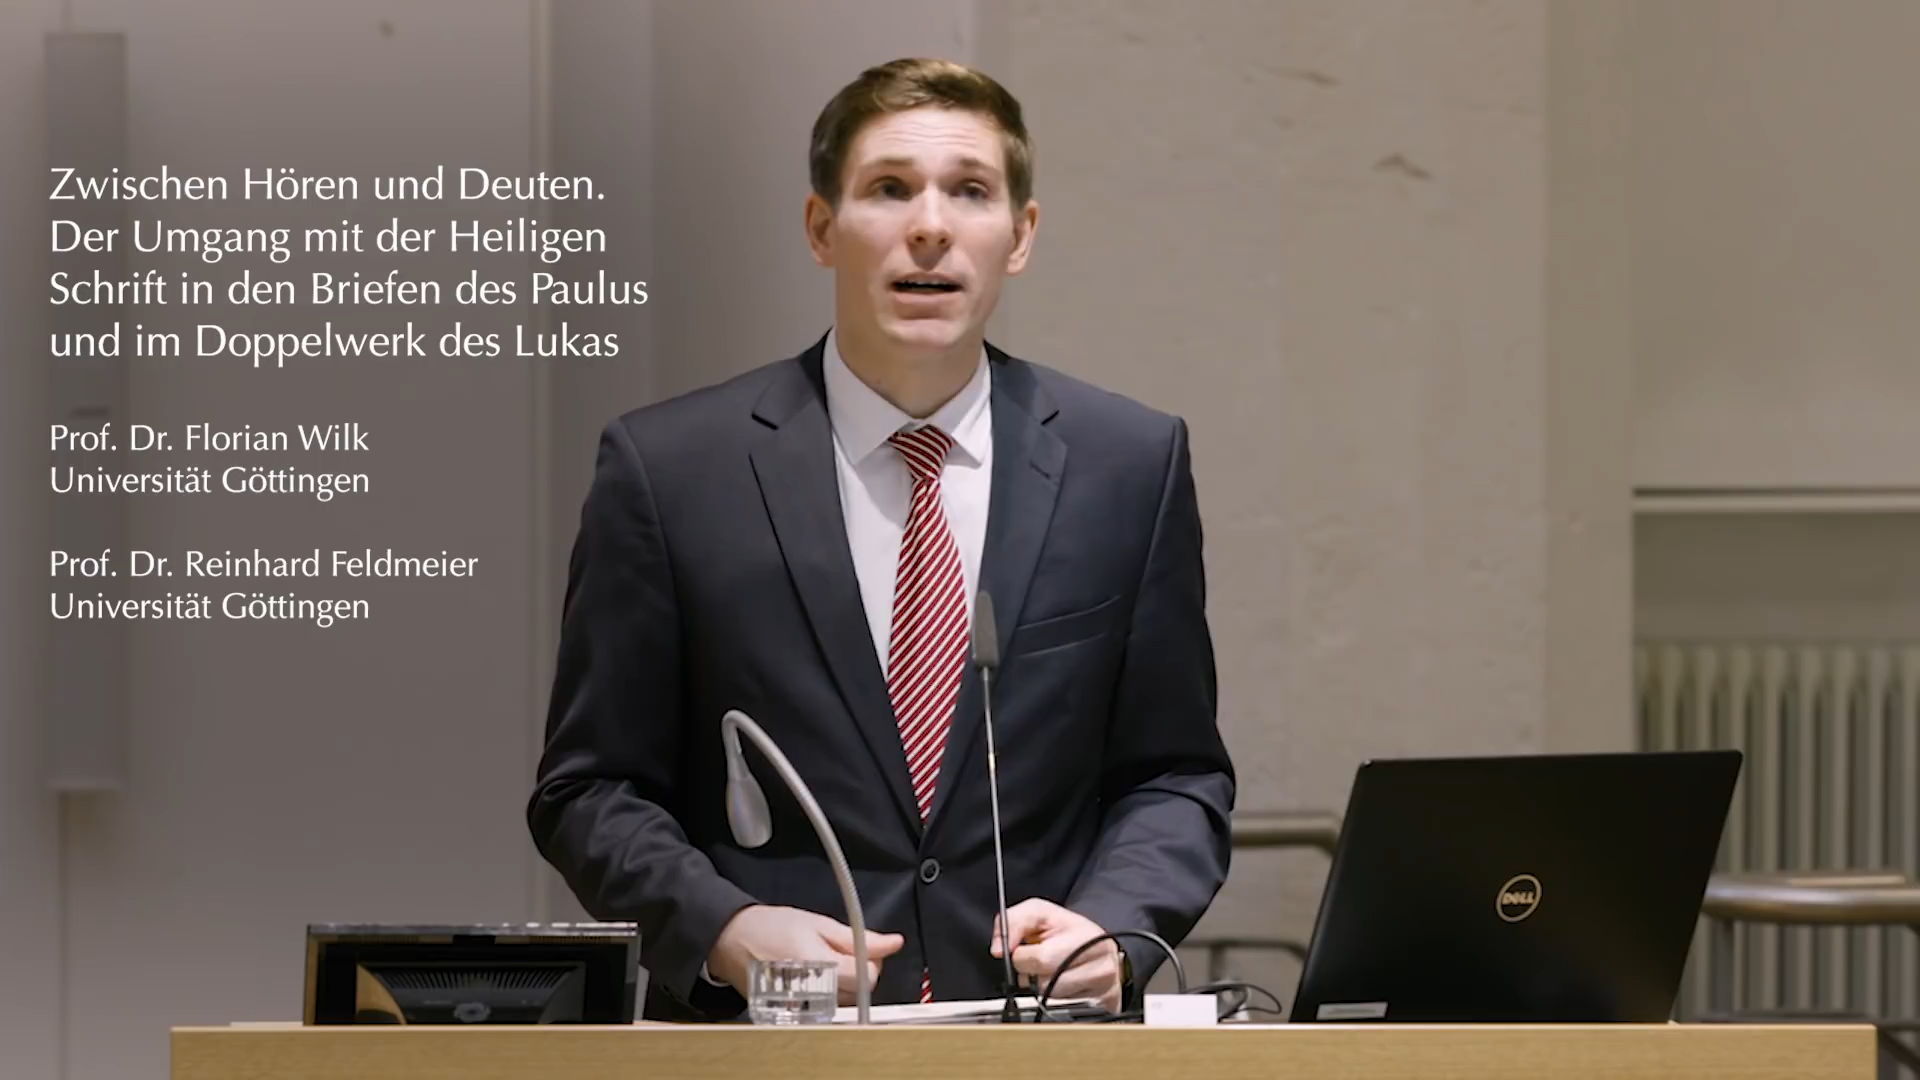 Zwischen Hören und Deuten.
Der Umgang mit der Heiligen
Schrift in den Briefen des Paulus
und im Doppelwerk des Lukas
Prof. Dr. Florian Wilk
Universität Göttingen
Prof. Dr. Reinhard Feldmeier
Universität Göttingen
DELL